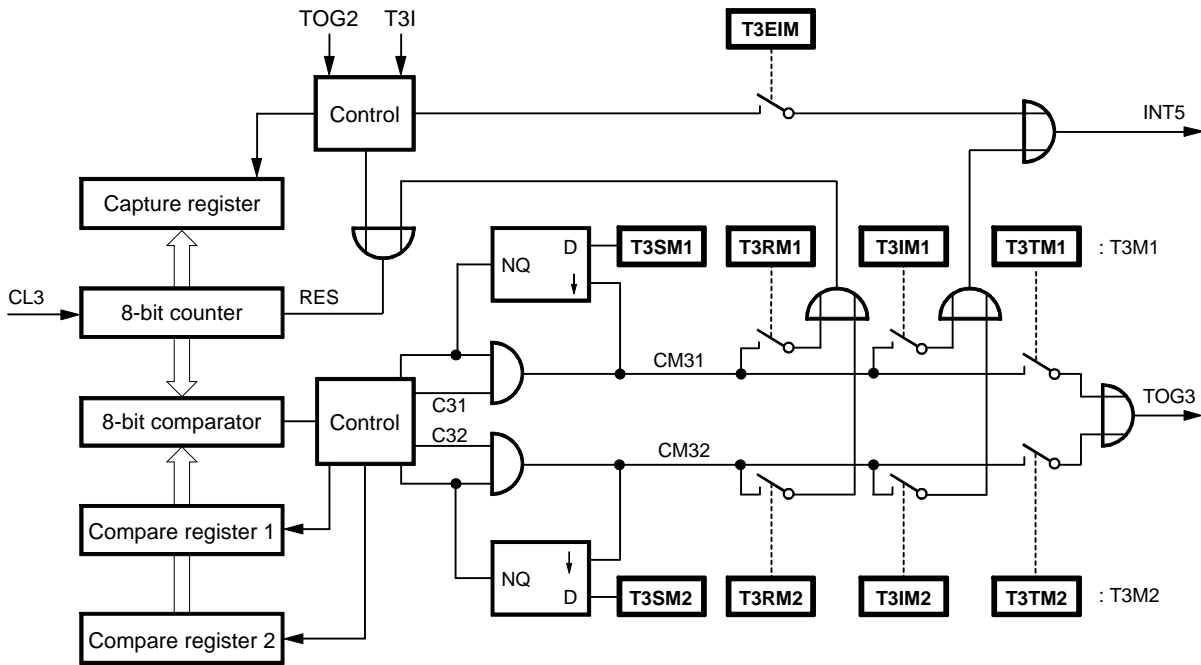 TOG2 T3I
T3EIM
Control
INT5
Capture register
D
NQ
T3SM1
T3RM1
T3IM1
T3TM1
: T3M1
CL3
8-bit counter
RES
CM31
C31
8-bit comparator
Control
TOG3
C32
CM32
Compare register 1
NQ
D
T3SM2
T3RM2
T3IM2
T3TM2
: T3M2
Compare register 2